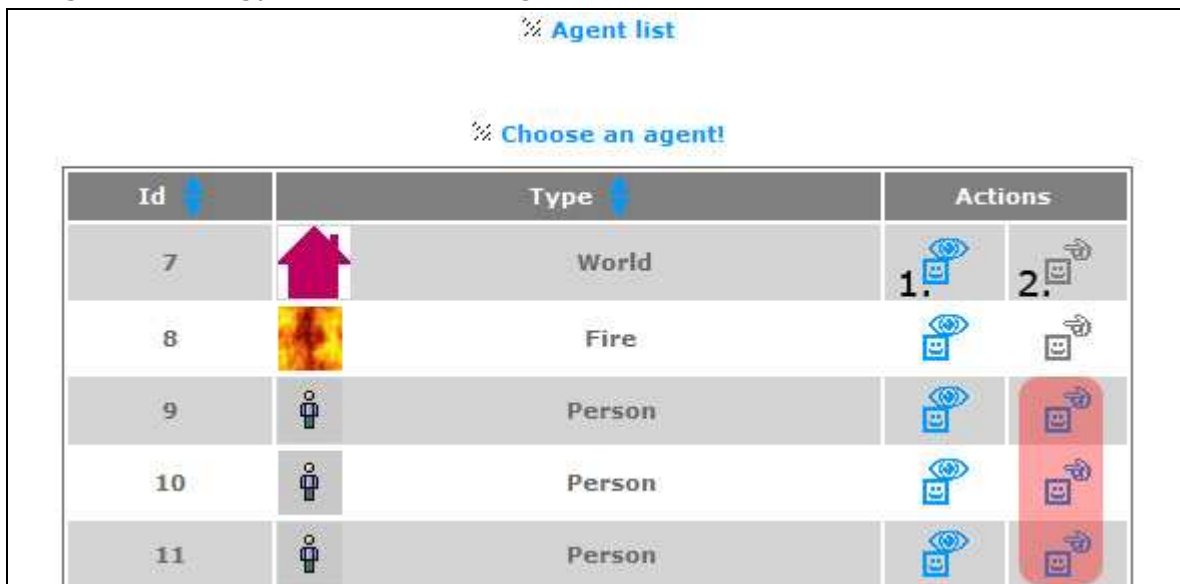 Agent list
Choose an agent!
Id Type Actions
7 World 1. 2.
8 Fire
9 Person
10 Person
11 Person